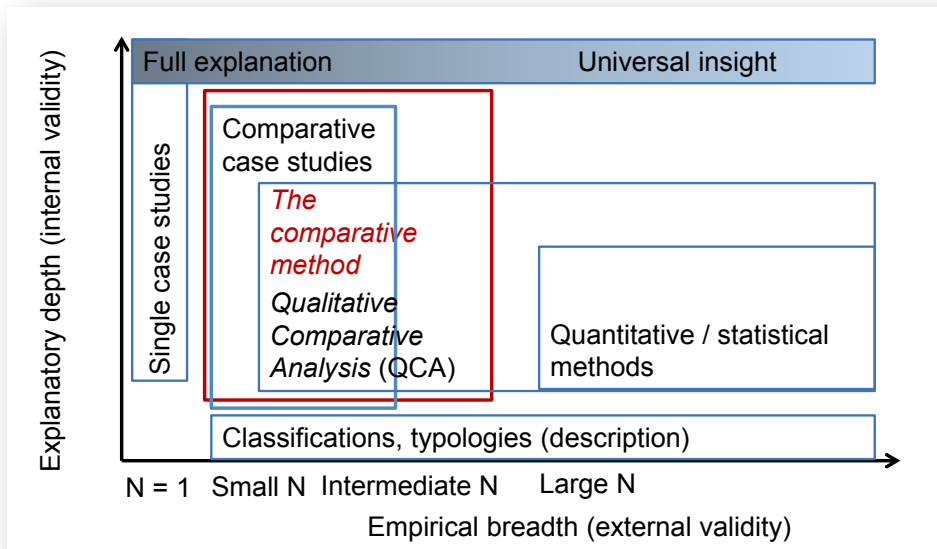 Explanatory depth (internal validity)
Full explanation
Universal insight
Single case studies
Comparative
case studies
The
comparative
method
Qualitative
Comparative
Analysis (QCA)
Quantitative / statistical
methods
Classifications, typologies (description)
N = 1
Small N
Intermediate N
Large N
Empirical breadth (external validity)